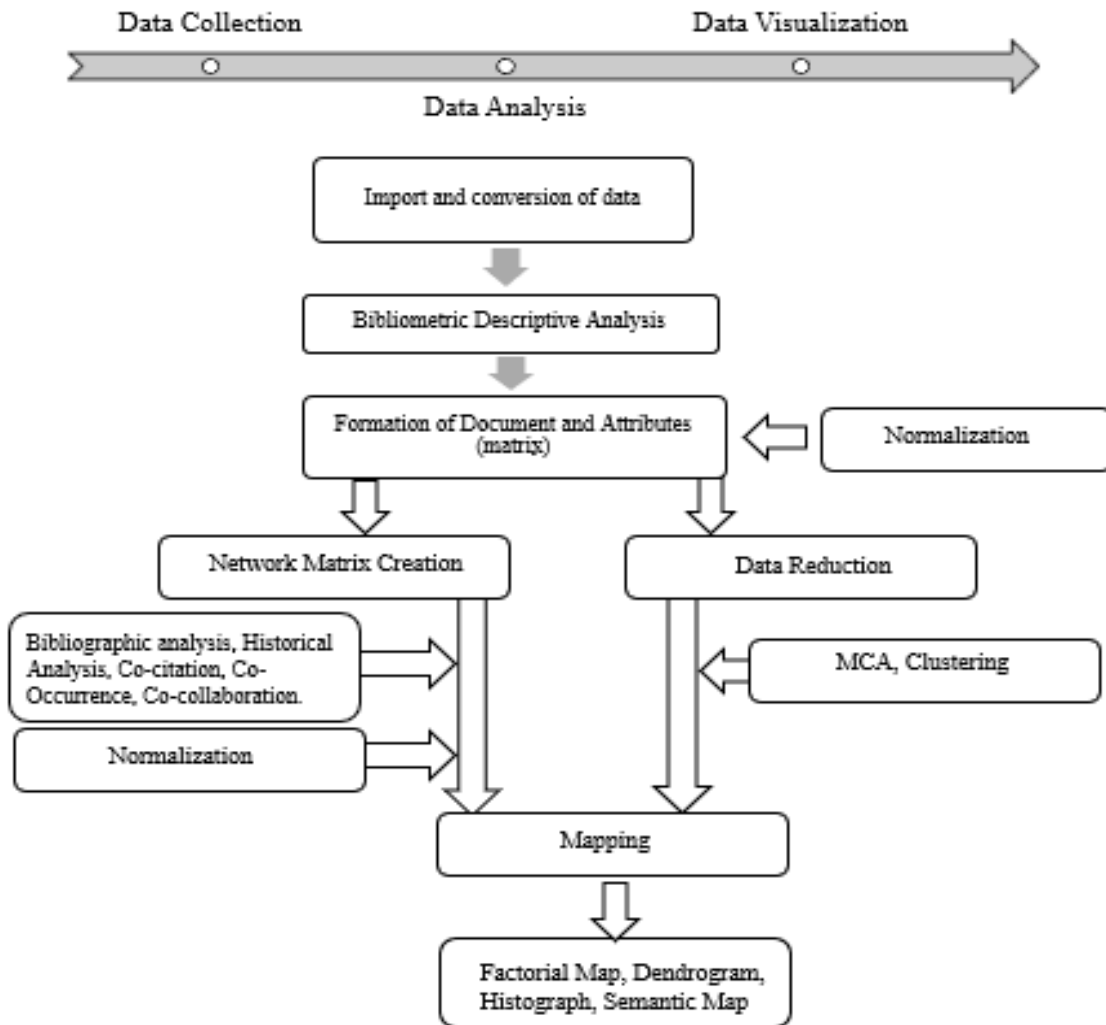 Data Collection
Data Visualization
Data Analysis
Import and conversion of data
Bibliometric Descriptive Analysis
Formation of Document and Attributes
(matrix)
Normalization
Network Matrix Creation
Data Reduction
Bibliographic analysis, Historical
Analysis, Co-citation, Co-
Occurrence, Co-collaboration.
MCA, Clustering
Normalization
Mapping
Factorial Map, Dendrogram,
Histograph, Semantic Map